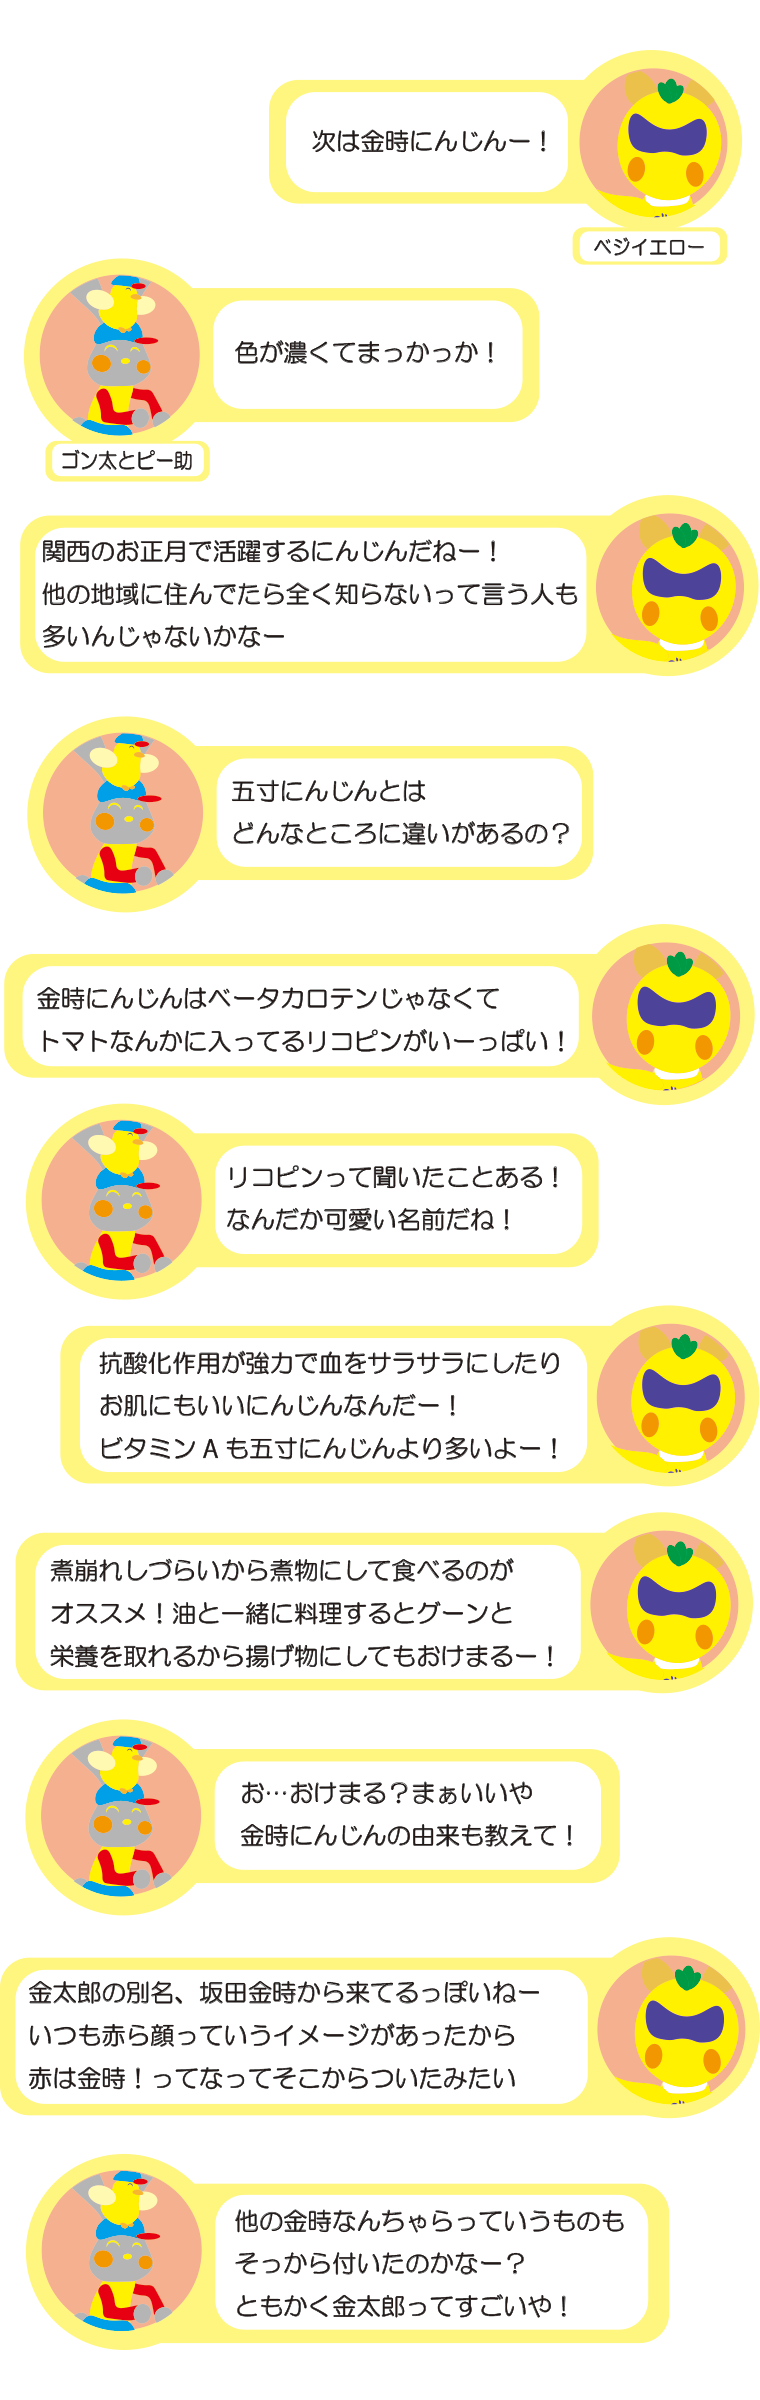 次は金時にんじんー！
ベジイエロー
色が濃くてまっかっか！
ゴン太とピー助
関西のお正月で活躍するにんじんだねー！
他の地域に住んでたら全く知らないって言う人も
多いんじゃないかなー
五寸にんじんとは
どんなところに違いがあるの？
金時にんじんはベータカロテンじゃなくて
トマトなんかに入ってるリコピンがいーっぱい！
リコピンって聞いたことある！
なんだか可愛い名前だね！
抗酸化作用が強力で血をサラサラにしたり
お肌にもいいにんじんなんだー！
ビタミン A も五寸にんじんより多いよー！
煮崩れしづらいから煮物にして食べるのが
オススメ！油と一緒に料理するとグーンと
栄養を取れるから揚げ物にしてもおけまるー！
お…おけまる？まぁいいや
金時にんじんの由来も教えて！
金太郎の別名、坂田金時から来てるっぽいねー
いつも赤ら顔っていうイメージがあったから
赤は金時！ってなってそこからついたみたい
他の金時なんちゃらっていうものも
そっから付いたのかなー？
ともかく金太郎ってすごいや！